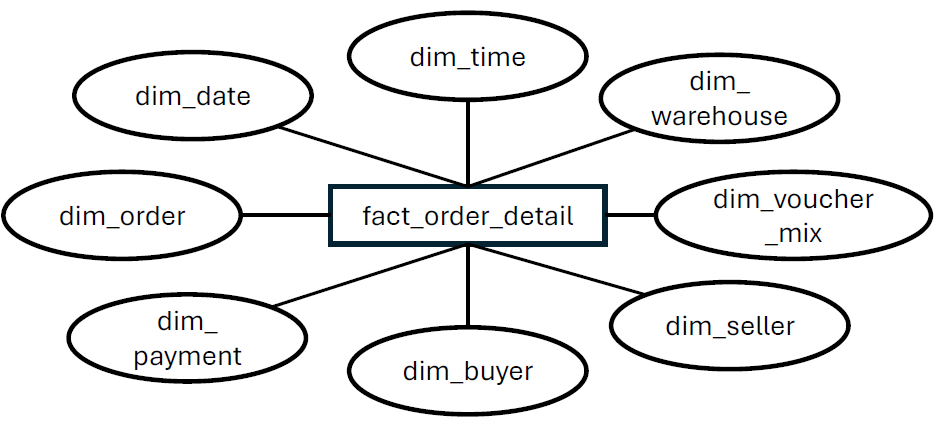 dim_time
dim_date
dim_
warehouse
dim_order
fact_order_detail
dim_voucher
_mix
dim_
payment
dim_buyer
dim_seller